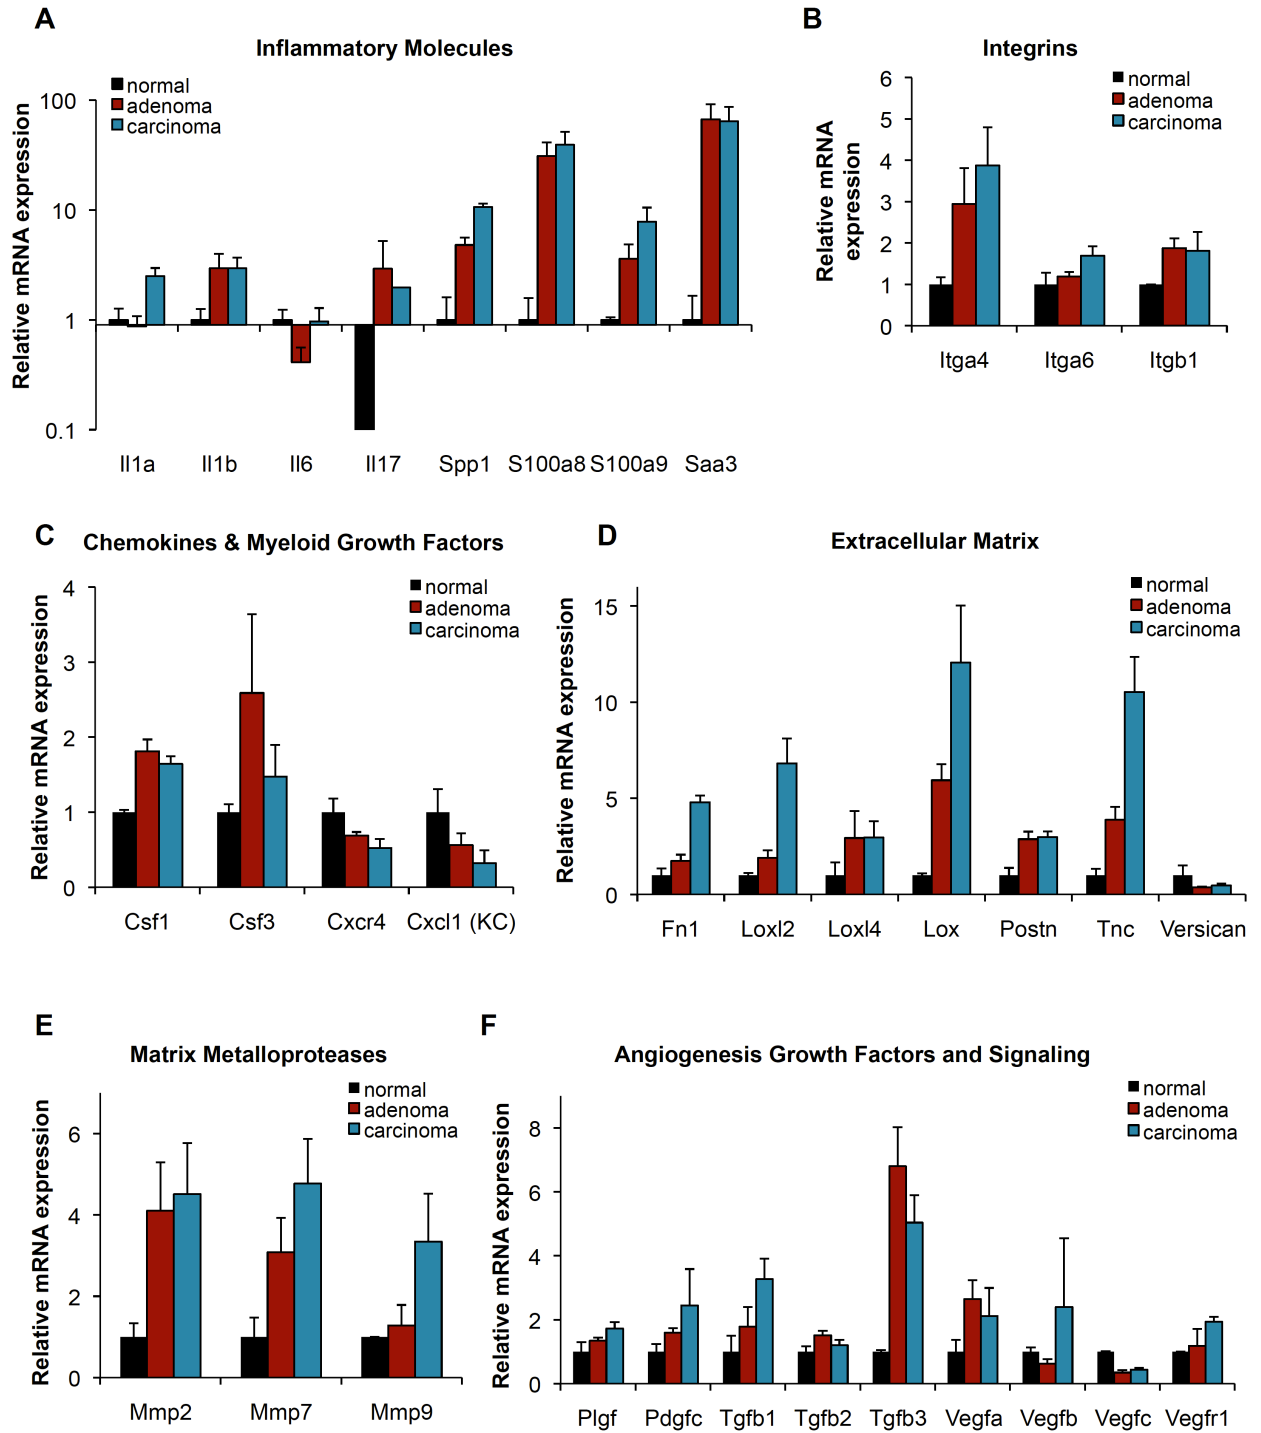 A
Inflammatory Molecules
normal
adenoma
carcinoma
Relative mRNA expression
100
10
1
0.1
Il1a Il1b Il6 Il17 Spp1 S100a8 S100a9 Saa3
B
Integrins
normal
adenoma
carcinoma
Relative mRNA
expression
6
5
4
3
2
1
0
Itga4 Itga6 Itgb1
C
Chemokines & Myeloid Growth Factors
normal
adenoma
carcinoma
Relative mRNA expression
4
3
2
1
0
Csf1 Csf3 Cxcr4 Cxcl1 (KC)
D
Extracellular Matrix
normal
adenoma
carcinoma
Relative mRNA expression
15
10
5
0
Fn1 Loxl2 Loxl4 Lox Postn Tnc Versican
E
Matrix Metalloproteases
normal
adenoma
carcinoma
Relative mRNA expression
6
4
2
0
Mmp2 Mmp7 Mmp9
F
Angiogenesis Growth Factors and Signaling
normal
adenoma
carcinoma
Relative mRNA expression
8
6
4
2
0
Plgf Pdgfc Tgfb1 Tgfb2 Tgfb3 Vegfa Vegfb Vegfc Vegfr1